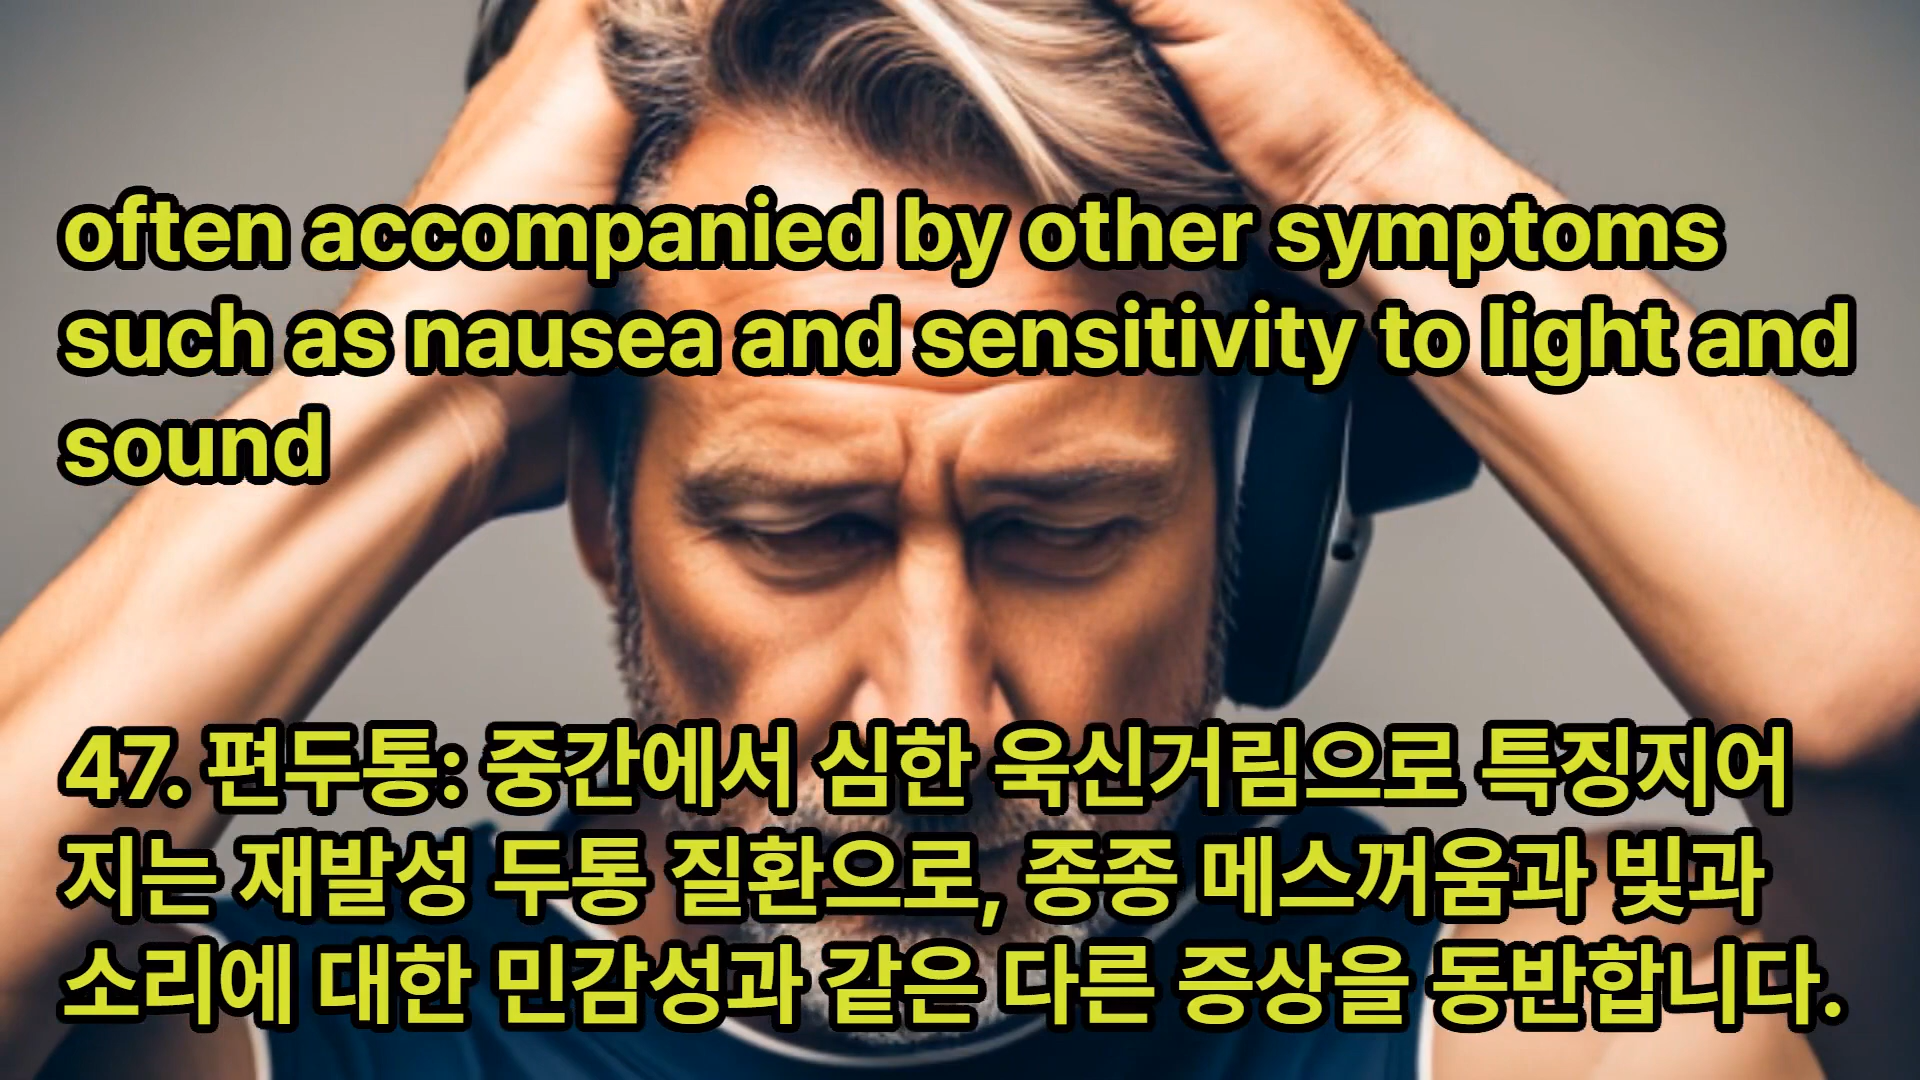 often accompanied by other symptoms
such as nausea and sensitivity to light and
sound
47. 편두통: 중간에서 심한 욱신거림으로 특징지어
지는 재발성 두통 질환으로, 종종 메스꺼움과 빛과
소리에 대한 민감성과 같은 다른 증상을 동반합니다.